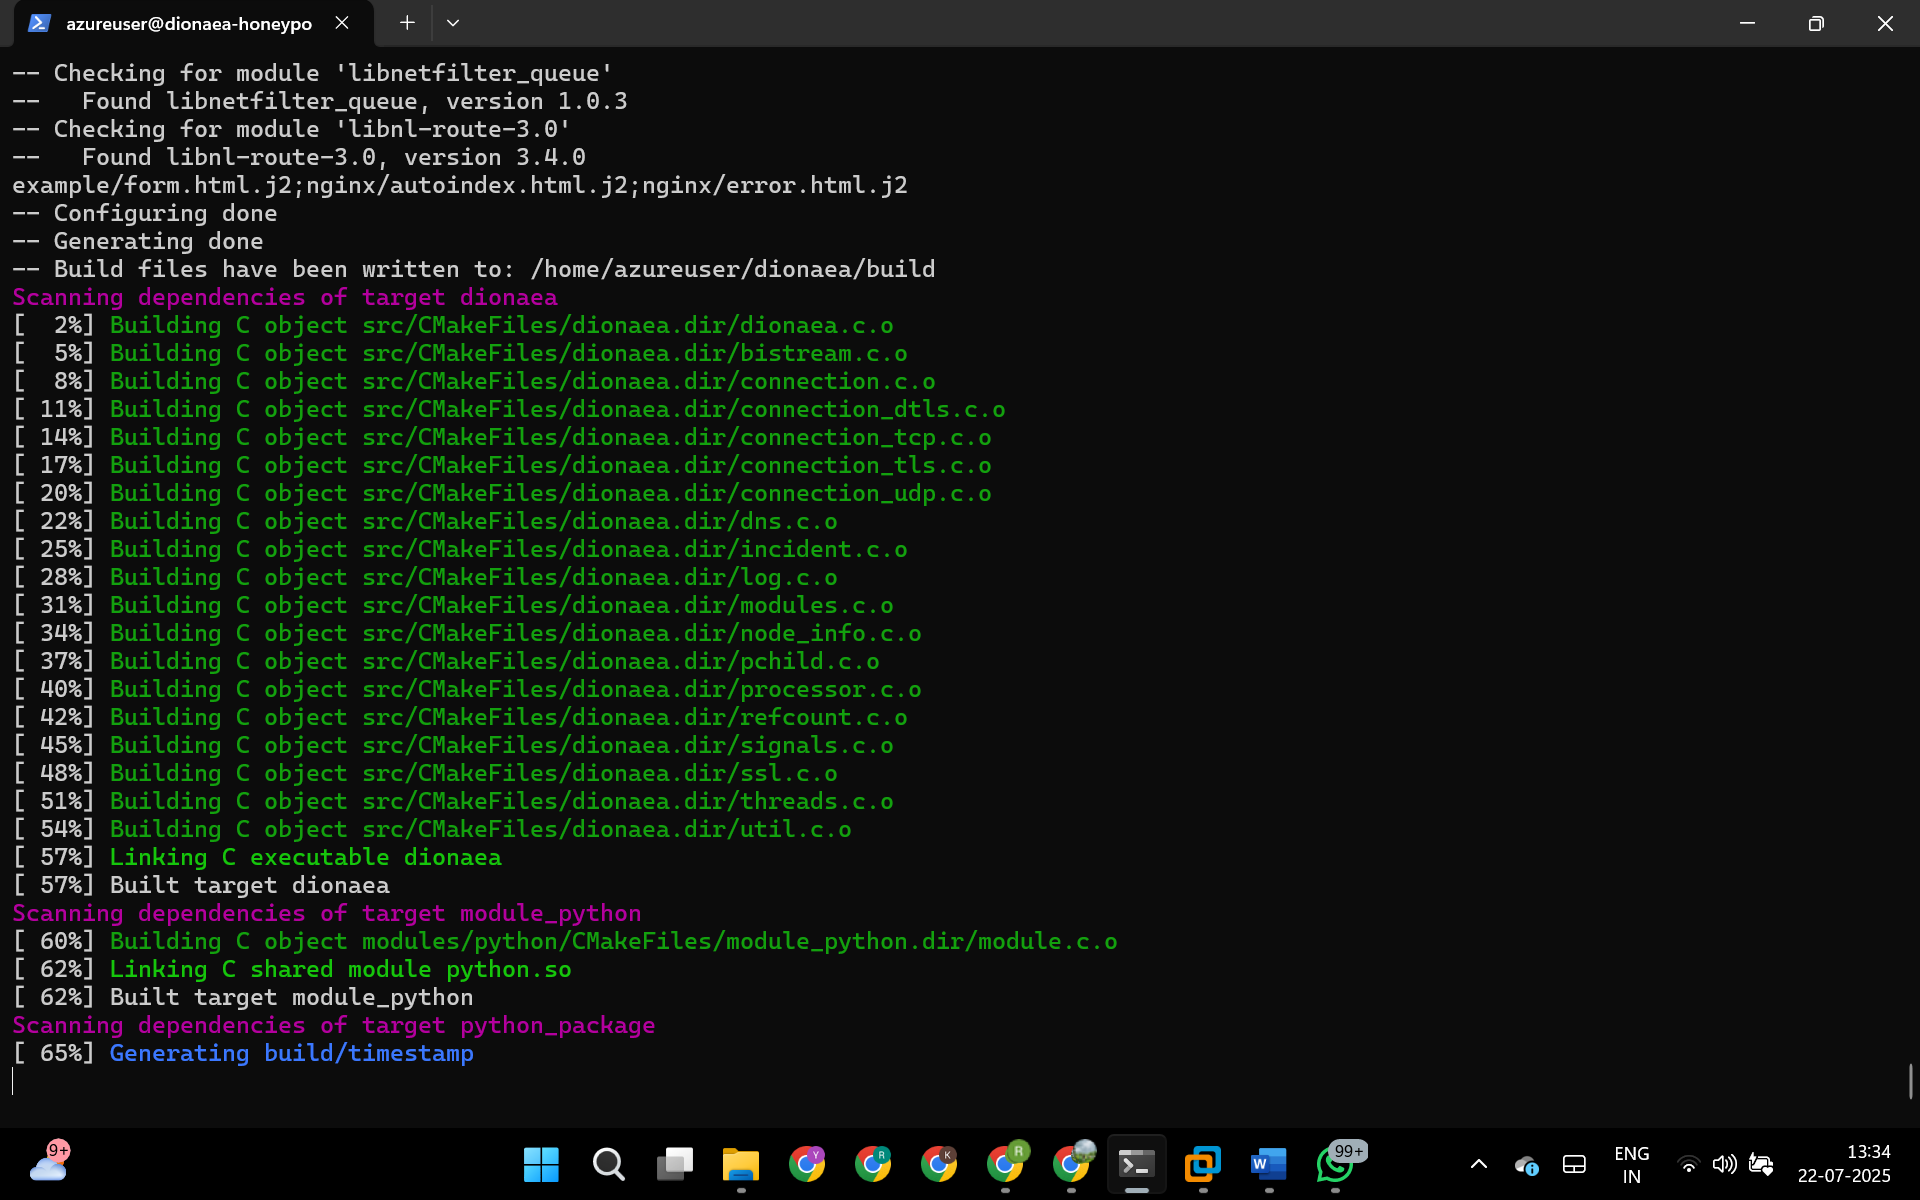 azureuser@dionaea-honeypo
-- Checking for module 'libnetfilter_queue'
--   Found libnetfilter_queue, version 1.0.3
-- Checking for module 'libnl-route-3.0'
--   Found libnl-route-3.0, version 3.4.0
example/form.html.j2;nginx/autoindex.html.j2;nginx/error.html.j2
-- Configuring done
-- Generating done
-- Build files have been written to: /home/azureuser/dionaea/build
Scanning dependencies of target dionaea
[  2%] Building C object src/CMakeFiles/dionaea.dir/dionaea.c.o
[  5%] Building C object src/CMakeFiles/dionaea.dir/bistream.c.o
[  8%] Building C object src/CMakeFiles/dionaea.dir/connection.c.o
[ 11%] Building C object src/CMakeFiles/dionaea.dir/connection_dtls.c.o
[ 14%] Building C object src/CMakeFiles/dionaea.dir/connection_tcp.c.o
[ 17%] Building C object src/CMakeFiles/dionaea.dir/connection_tls.c.o
[ 20%] Building C object src/CMakeFiles/dionaea.dir/connection_udp.c.o
[ 22%] Building C object src/CMakeFiles/dionaea.dir/dns.c.o
[ 25%] Building C object src/CMakeFiles/dionaea.dir/incident.c.o
[ 28%] Building C object src/CMakeFiles/dionaea.dir/log.c.o
[ 31%] Building C object src/CMakeFiles/dionaea.dir/modules.c.o
[ 34%] Building C object src/CMakeFiles/dionaea.dir/node_info.c.o
[ 37%] Building C object src/CMakeFiles/dionaea.dir/pchild.c.o
[ 40%] Building C object src/CMakeFiles/dionaea.dir/processor.c.o
[ 42%] Building C object src/CMakeFiles/dionaea.dir/refcount.c.o
[ 45%] Building C object src/CMakeFiles/dionaea.dir/signals.c.o
[ 48%] Building C object src/CMakeFiles/dionaea.dir/ssl.c.o
[ 51%] Building C object src/CMakeFiles/dionaea.dir/threads.c.o
[ 54%] Building C object src/CMakeFiles/dionaea.dir/util.c.o
[ 57%] Linking C executable dionaea
[ 57%] Built target dionaea
Scanning dependencies of target module_python
[ 60%] Building C object modules/python/CMakeFiles/module_python.dir/module.c.o
[ 62%] Linking C shared module python.so
[ 62%] Built target module_python
Scanning dependencies of target python_package
[ 65%] Generating build/timestamp
9+
Y
R
K
R
W
99+
ENG
IN
13:34
22-07-2025